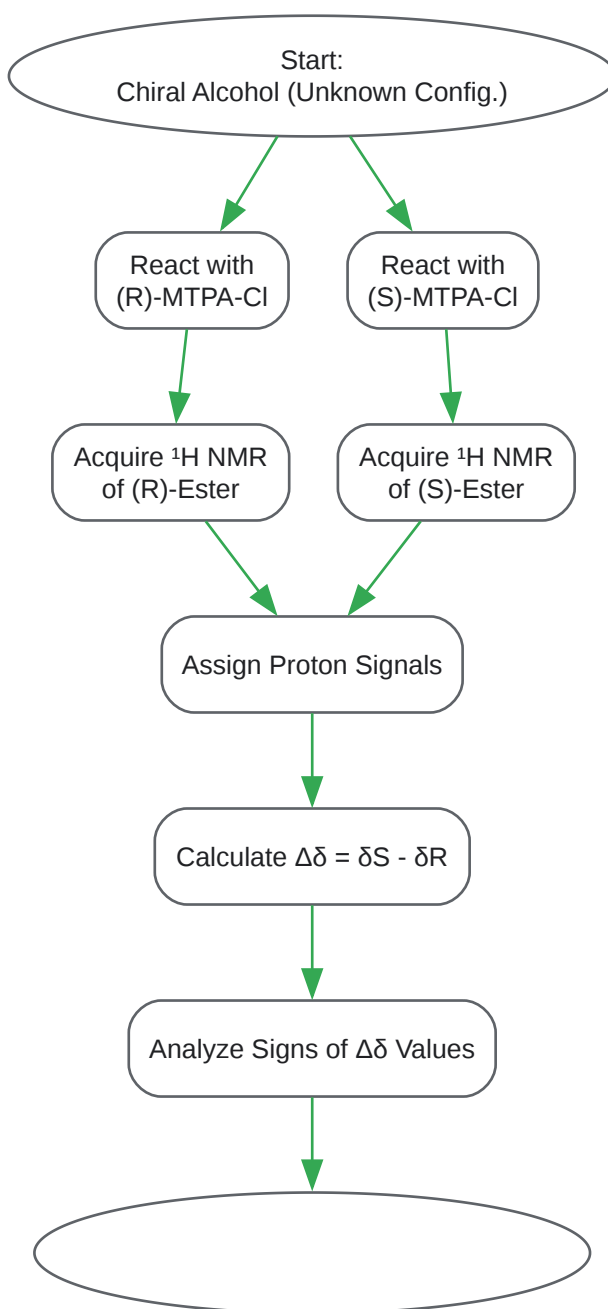 Start:
Chiral Alcohol (Unknown Config.)
React with
(R)-MTPA-Cl
React with
(S)-MTPA-Cl
Acquire ¹H NMR
of (R)-Ester
Acquire ¹H NMR
of (S)-Ester
Assign Proton Signals
Calculate Δδ = δS - δR
Analyze Signs of Δδ Values